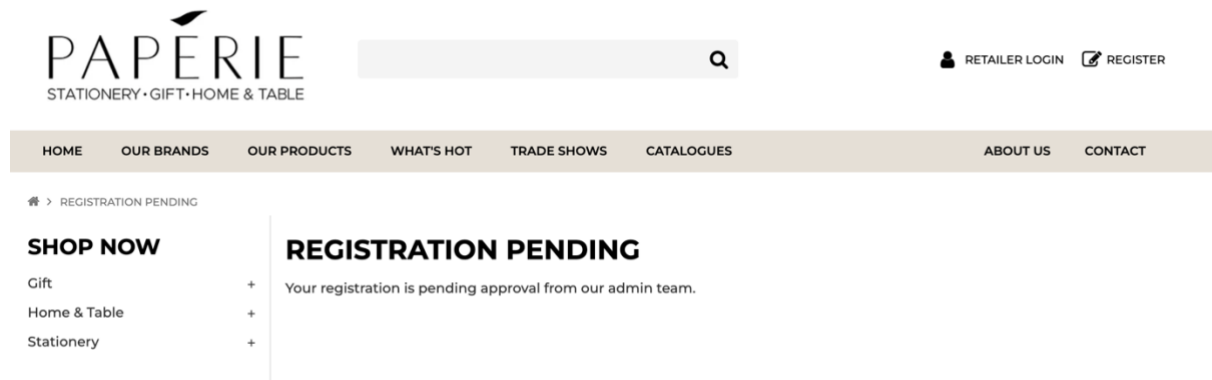 PAPÉRIE
STATIONERY•GIFT•HOME & TABLE
RETAILER LOGIN REGISTER
HOME OUR BRANDS OUR PRODUCTS WHAT'S HOT TRADE SHOWS CATALOGUES ABOUT US CONTACT
> REGISTRATION PENDING
SHOP NOW
Gift +
Home & Table +
Stationery +
REGISTRATION PENDING
Your registration is pending approval from our admin team.